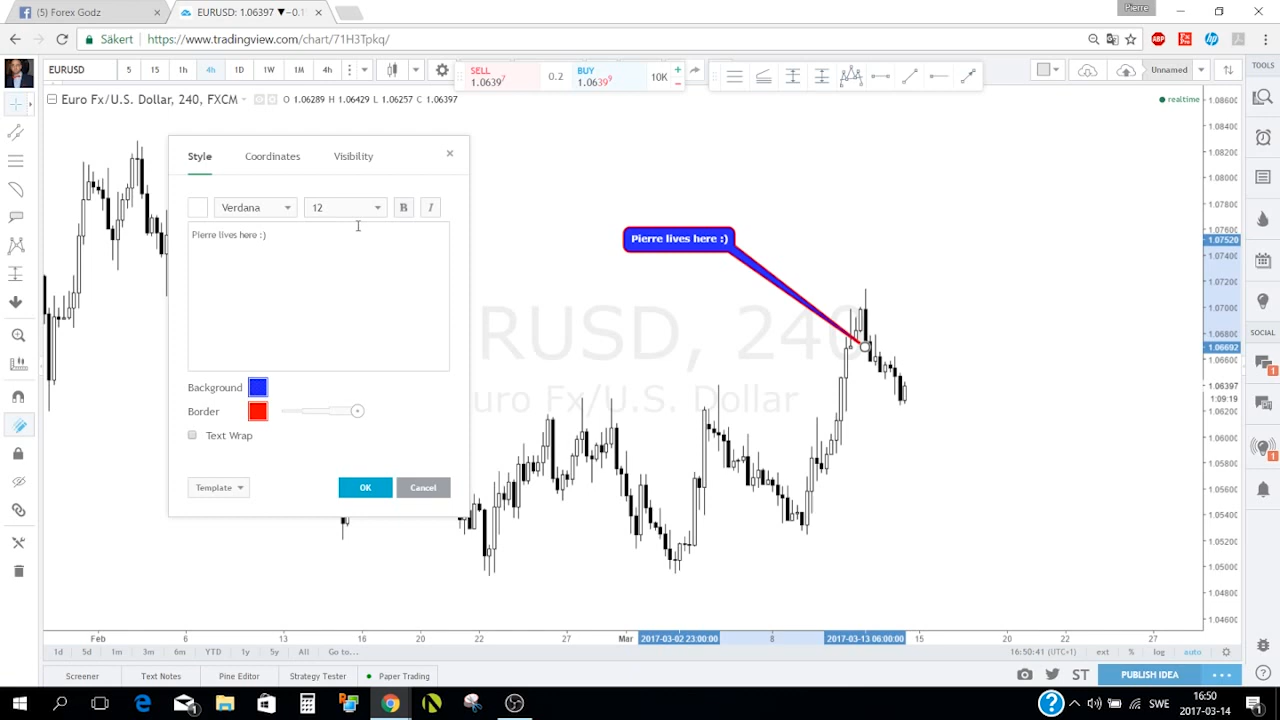 (5) Forex Godz
EURUSD: 1.06397 ▼−0.1
Pierre
Säkert
https://www.tradingview.com/chart/71H3Tpkq/
EURUSD 5 15 1h 4h 1D 1W 1M 4h
SELL
1.06397
0.2
BUY
1.06399
10K
Unnamed
TOOLS
Euro Fx/U.S. Dollar, 240, FXCM
O 1.06289 H 1.06429 L 1.06257 C 1.06397
realtime
Style Coordinates Visibility
Verdana 12 B I
Pierre lives here :)
Background
Border
Text Wrap
Template OK Cancel
Pierre lives here :)
RUSD, 240
uro Fx/U.S. Dollar
1.08600
1.08400
1.08200
1.08000
1.07800
1.07600
1.07520
1.07400
1.07200
1.07000
1.06800
1.06692
1.06600
1.06397
1:09:19
1.06200
1.06000
1.05800
1.05600
1.05400
1.05200
1.05000
1.04800
1.04600
SOCIAL
1
1
Feb 6 13 16 20 22 27 Mar 2017-03-02 23:00:00 8 2017-03-13 06:00:00 15 20 22 27
1d 5d 1m 3m 6m YTD 1y 5y All Go to...
16:50:41 (UTC+1) ext % log auto
Screener Text Notes Pine Editor Strategy Tester Paper Trading
ST PUBLISH IDEA
SWE
16:50
2017-03-14